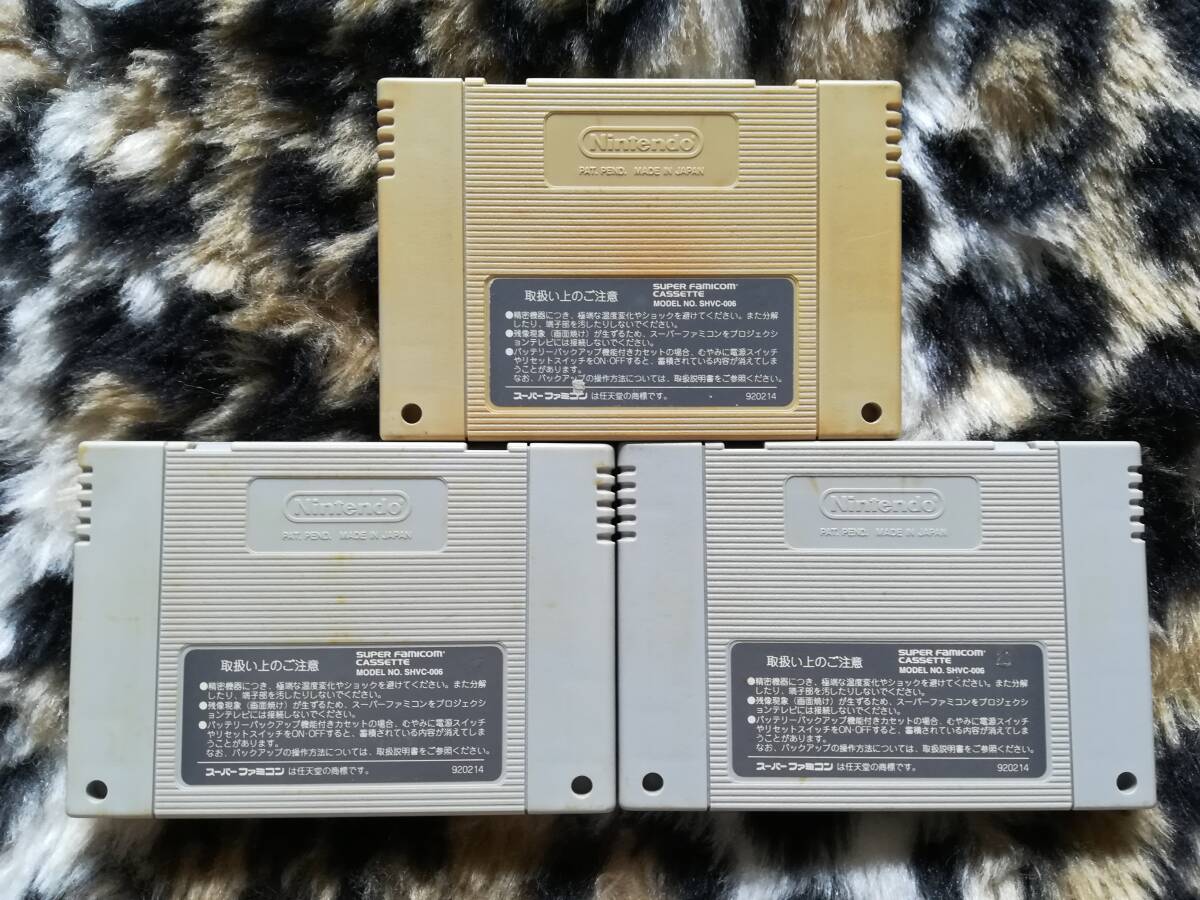 Nintendo
PAT. PEND. MADE IN JAPAN
取扱い上のご注意
SUPER FAMICOM
CASSETTE
MODEL NO. SHVC-006
●精密機器につき、極端な温度変化やショックを避けてください。また分解
したり、端子部を汚したりしないでください。
●残像現象（画面焼け）が生ずるため、スーパーファミコンをプロジェクシ
ョンテレビには接続しないでください。
●バッテリーバックアップ機能付きカセットの場合、むやみに電源スイッチ
やリセットスイッチをON・OFFすると、蓄積されている内容が消えてしま
うことがあります。
なお、バックアップの操作方法については、取扱説明書をご参照ください。
スーパーファミコン は任天堂の商標です。 920214
Nintendo
PAT. PEND. MADE IN JAPAN
取扱い上のご注意
SUPER FAMICOM
CASSETTE
MODEL NO. SHVC-006
●精密機器につき、極端な温度変化やショックを避けてください。また分解
したり、端子部を汚したりしないでください。
●残像現象（画面焼け）が生ずるため、スーパーファミコンをプロジェクシ
ョンテレビには接続しないでください。
●バッテリーバックアップ機能付きカセットの場合、むやみに電源スイッチ
やリセットスイッチをON・OFFすると、蓄積されている内容が消えてしま
うことがあります。
なお、バックアップの操作方法については、取扱説明書をご参照ください。
スーパーファミコン は任天堂の商標です。 920214
Nintendo
PAT. PEND. MADE IN JAPAN
取扱い上のご注意
SUPER FAMICOM
CASSETTE
MODEL NO. SHVC-006
●精密機器につき、極端な温度変化やショックを避けてください。また分解
したり、端子部を汚したりしないでください。
●残像現象（画面焼け）が生ずるため、スーパーファミコンをプロジェクシ
ョンテレビには接続しないでください。
●バッテリーバックアップ機能付きカセットの場合、むやみに電源スイッチ
やリセットスイッチをON・OFFすると、蓄積されている内容が消えてしま
うことがあります。
なお、バックアップの操作方法については、取扱説明書をご参照ください。
スーパーファミコン は任天堂の商標です。 920214